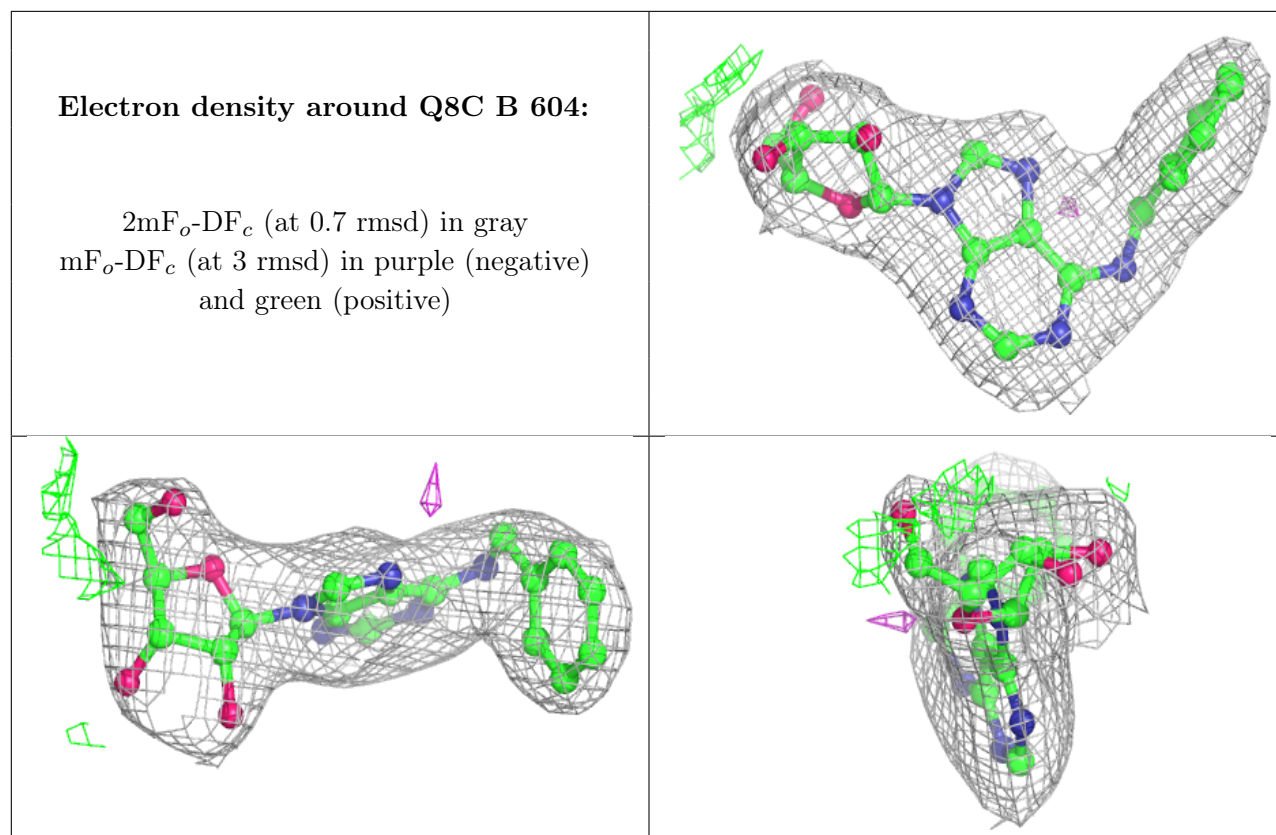 Electron density around Q8C B 604:
2mFₒ-DF𝒸 (at 0.7 rmsd) in gray
mFₒ-DF𝒸 (at 3 rmsd) in purple (negative)
and green (positive)